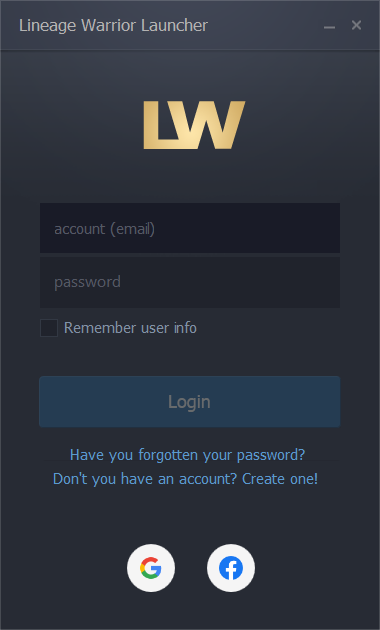 Lineage Warrior Launcher
LW
account (email)
password
Remember user info
Login
Have you forgotten your password?
Don't you have an account? Create one!